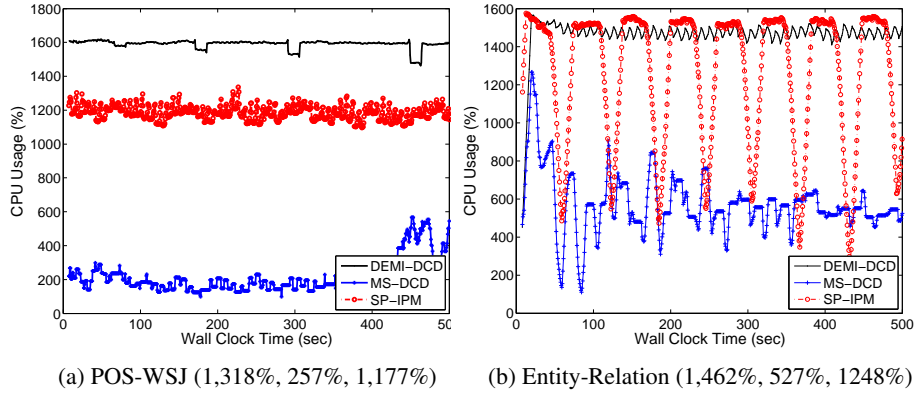 1800
1600
1400
1200
1000
800
600
400
200
0
CPU Usage (%)
0
100
200
300
400
500
Wall Clock Time (sec)
DEMI-DCD
MS-DCD
SP-IPM
(a) POS-WSJ (1,318%, 257%, 1,177%)
1600
1400
1200
1000
800
600
400
200
0
CPU Usage (%)
100
200
300
400
500
Wall Clock Time (sec)
DEMI-DCD
MS-DCD
SP-IPM
(b) Entity-Relation (1,462%, 527%, 1248%)